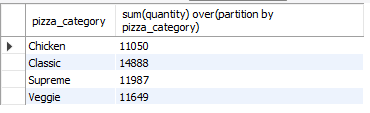 pizza_category sum(quantity) over(partition by
pizza_category)
Chicken 11050
Classic 14888
Supreme 11987
Veggie 11649